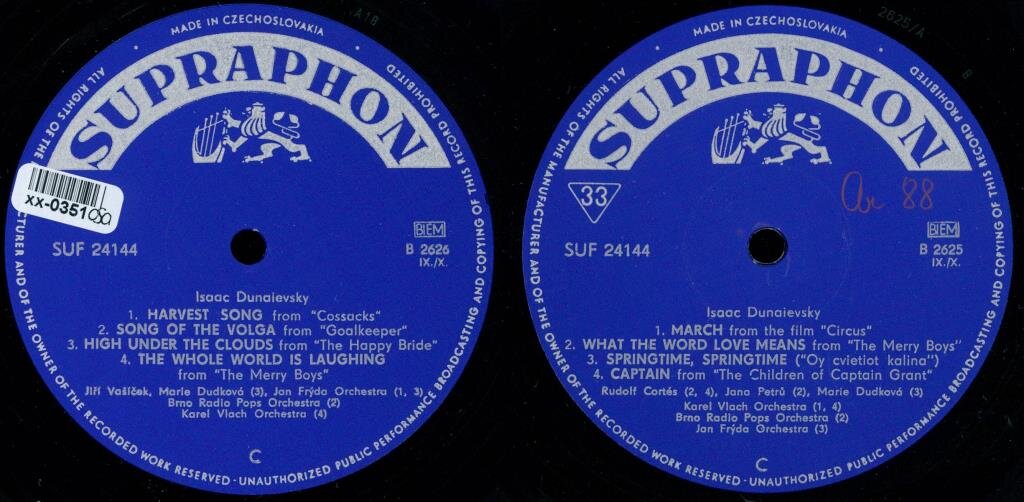 MADE IN CZECHOSLOVAKIA
SUPRAPHON
ALL RIGHTS OF THE
xx-0351
SUF 24144
BIEM
B 2626
IX./X.
Isaac Dunaievsky
1. HARVEST SONG from "Cossacks"
2. SONG OF THE VOLGA from "Goalkeeper"
3. HIGH UNDER THE CLOUDS from "The Happy Bride"
4. THE WHOLE WORLD IS LAUGHING
from "The Merry Boys"
Jiří Vašíček, Marie Dudková (3), Jan Frýda Orchestra (1, 3)
Brno Radio Pops Orchestra (2)
Karel Vlach Orchestra (4)
C
CTURER AND OF THE OWNER OF THE RECORDED WORK RESERVED · UNAUTHORIZED PUBLIC PERFORMANCE BROADCASTING AND COPYING OF THIS RECORD PROHIBITED
A18
2625/A
MADE IN CZECHOSLOVAKIA
SUPRAPHON
33
88
SUF 24144
BIEM
B 2625
IX./X.
Isaac Dunaievsky
1. MARCH from the film "Circus"
2. WHAT THE WORD LOVE MEANS from "The Merry Boys"
3. SPRINGTIME, SPRINGTIME ("Oy cvietiot kalina")
4. CAPTAIN from "The Children of Captain Grant"
Rudolf Cortés (2, 4), Jana Petrů (2), Marie Dudková (3)
Karel Vlach Orchestra (1, 4)
Brno Radio Pops Orchestra (2)
Jan Frýda Orchestra (3)
C
ALL RIGHTS OF THE MANUFACTURER AND OF THE OWNER OF THE RECORDED WORK RESERVED · UNAUTHORIZED PUBLIC PERFORMANCE BROADCASTING AND COPYING OF THIS RECORD PROHIBITED